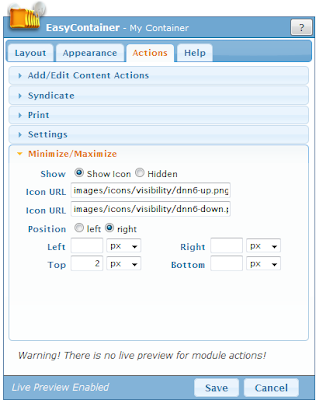 EasyContainer - My Container ?
Layout Appearance Actions Help
Add/Edit Content Actions
Syndicate
Print
Settings
Minimize/Maximize
Show Show Icon Hidden
Icon URL images/icons/visibility/dnn6-up.png
Icon URL images/icons/visibility/dnn6-down.p
Position left right
Left px Right px
Top 2 px Bottom px
Warning! There is no live preview for module actions!
Live Preview Enabled Save Cancel